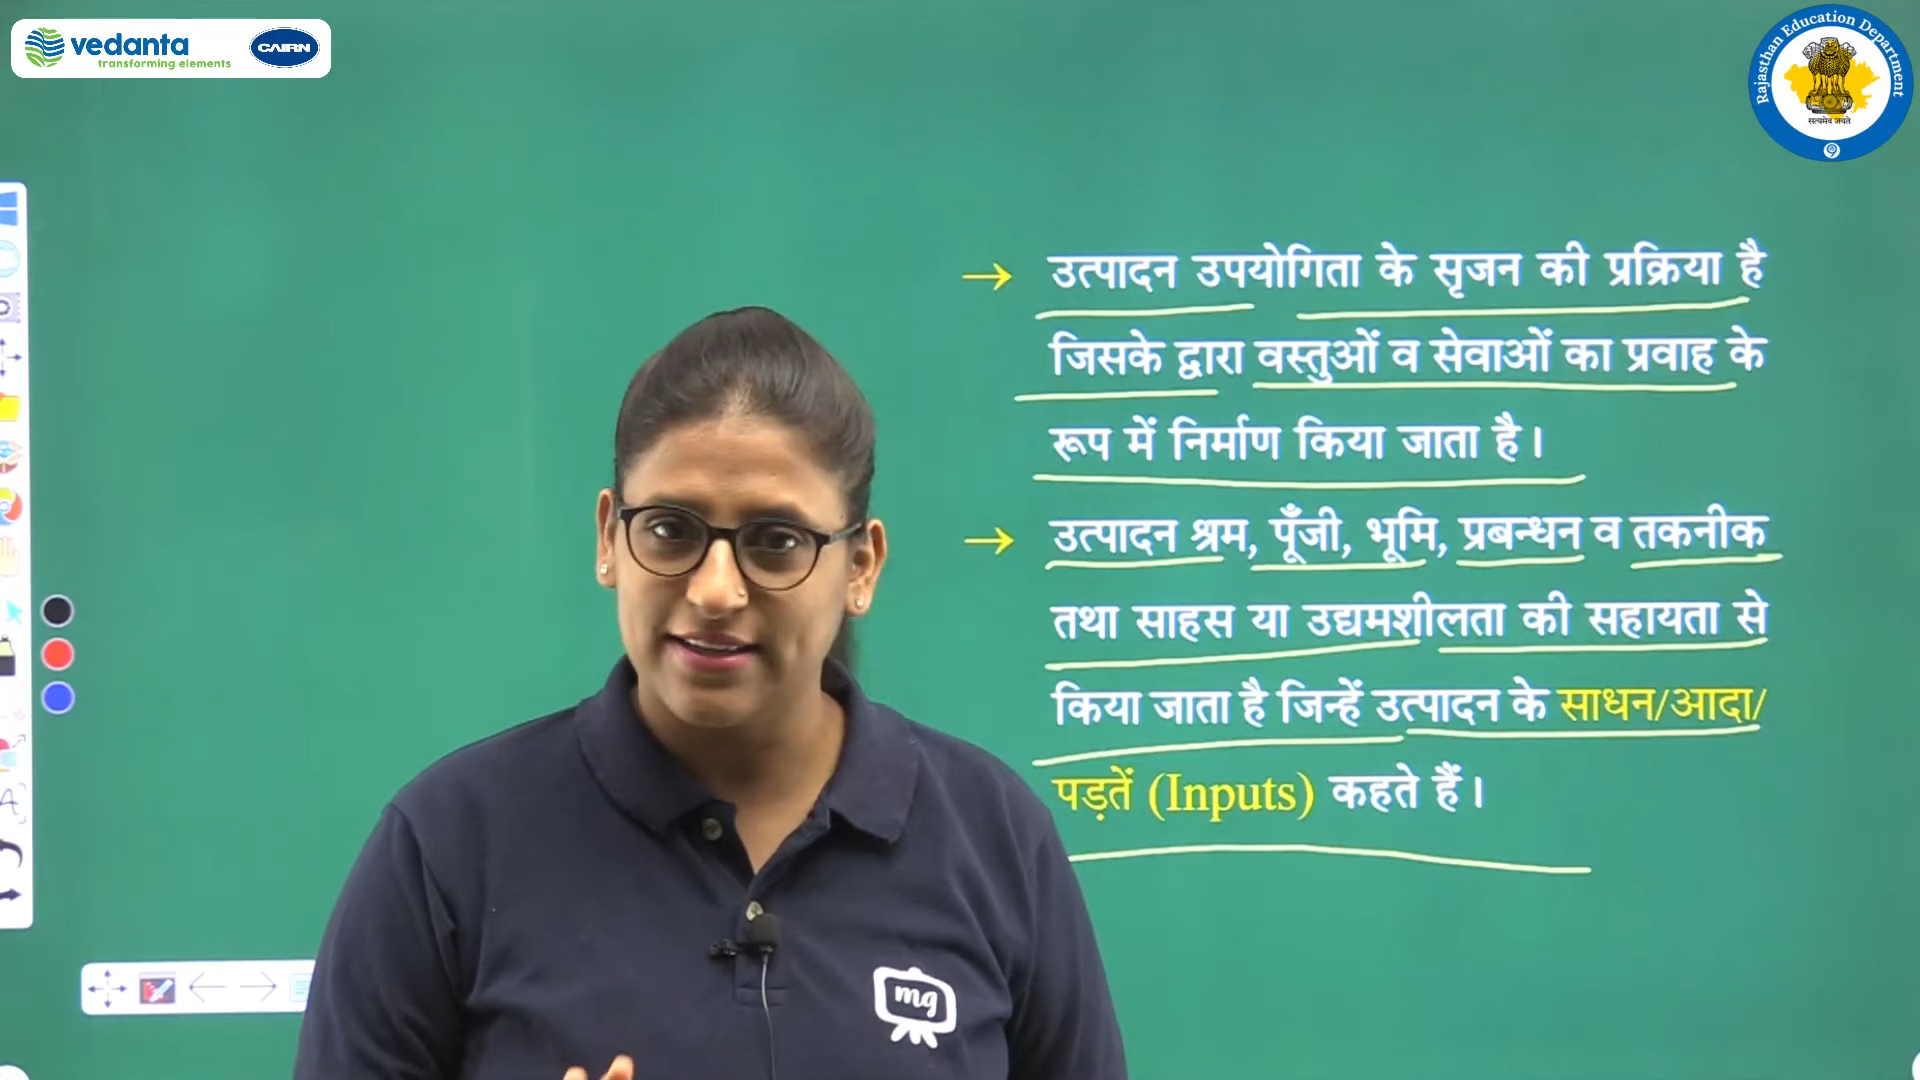 vedanta
transforming elements
CAIRN
Rajasthan Education Department
सत्यमेव जयते
→ उत्पादन उपयोगिता के सृजन की प्रक्रिया है
जिसके द्वारा वस्तुओं व सेवाओं का प्रवाह के
रूप में निर्माण किया जाता है।
→ उत्पादन श्रम, पूँजी, भूमि, प्रबन्धन व तकनीक
तथा साहस या उद्यमशीलता की सहायता से
किया जाता है जिन्हें उत्पादन के साधन/आदा/
पड़तें (Inputs) कहते हैं।
mg